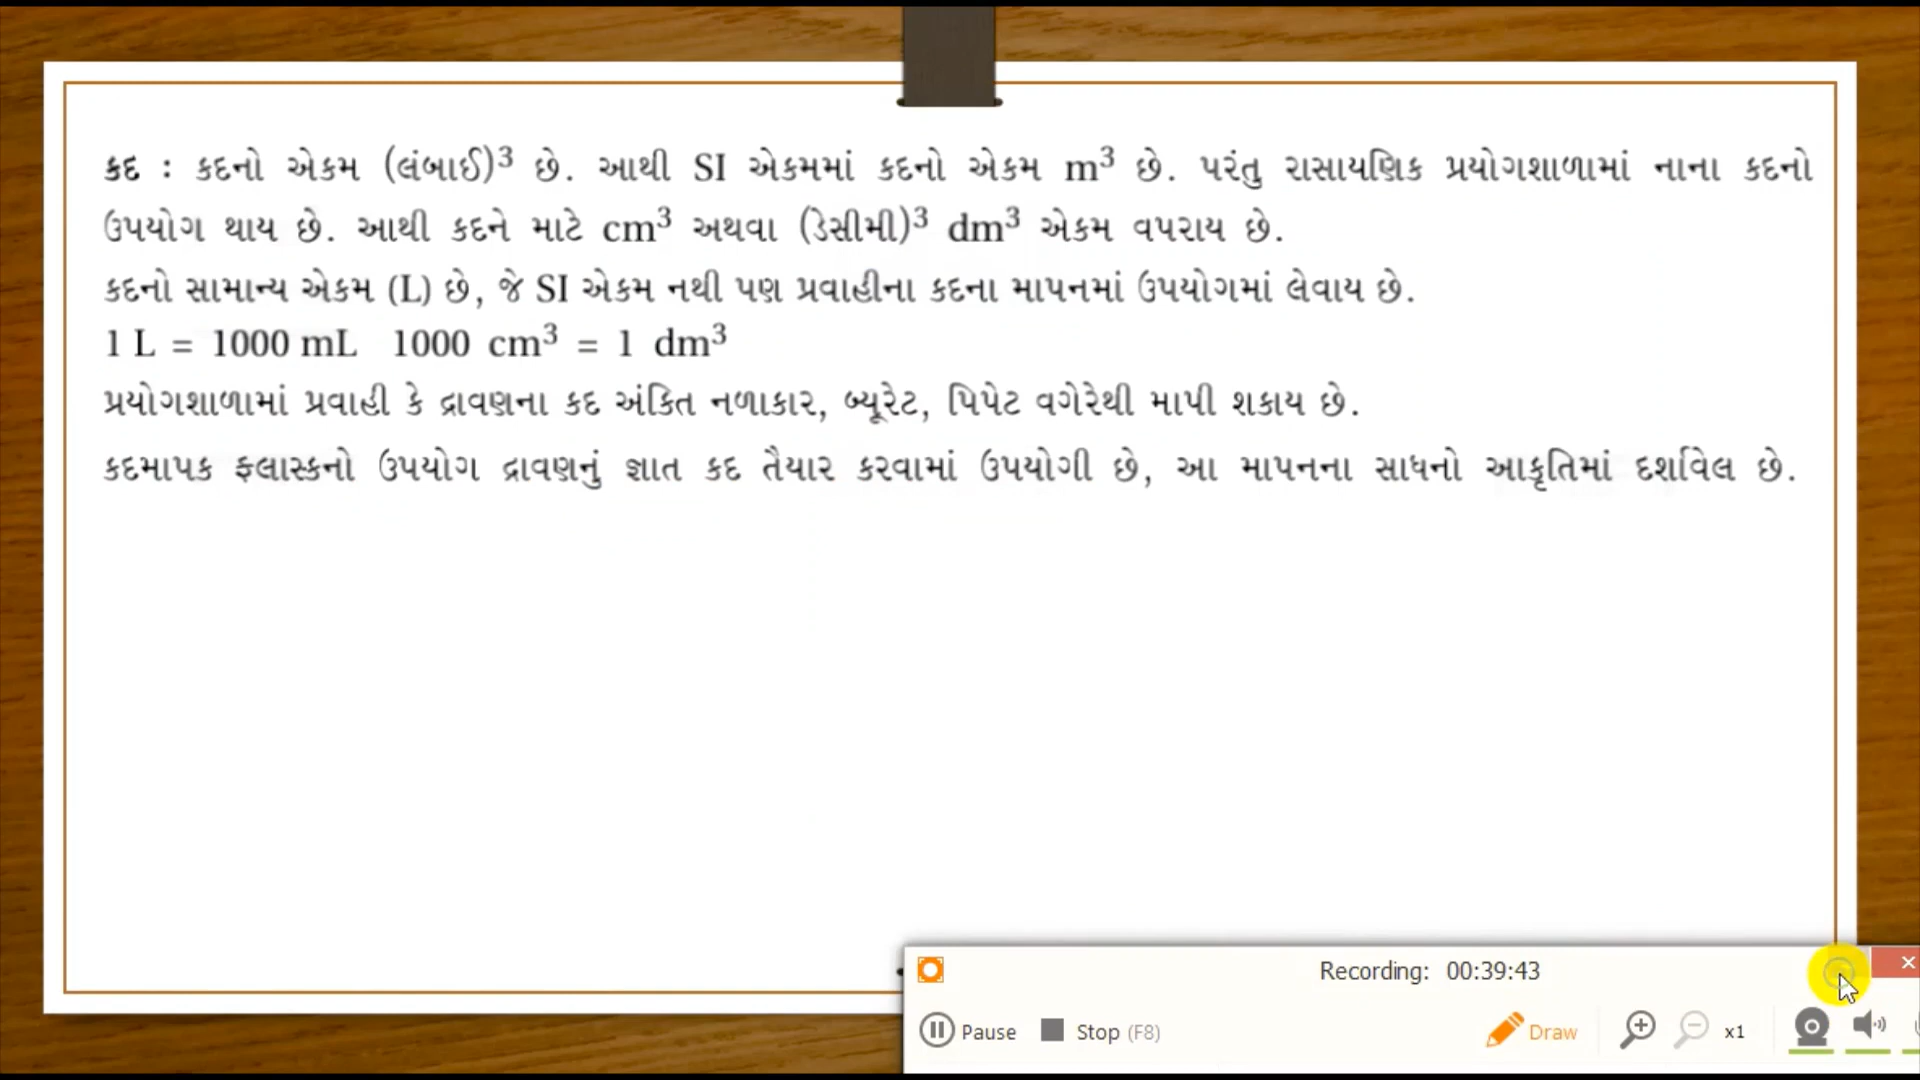 કદ : કદનો એકમ (લંબાઈ)³ છે. આથી SI એકમમાં કદનો એકમ m³ છે. પરંતુ રાસાયણિક પ્રયોગશાળામાં નાના કદનો
ઉપયોગ થાય છે. આથી કદને માટે cm³ અથવા (ડેસીમી)³ dm³ એકમ વપરાય છે.
કદનો સામાન્ય એકમ (L) છે, જે SI એકમ નથી પણ પ્રવાહીના કદના માપનમાં ઉપયોગમાં લેવાય છે.
1 L = 1000 mL 1000 cm³ = 1 dm³
પ્રયોગશાળામાં પ્રવાહી કે દ્રાવણના કદ અંકિત નળાકાર, બ્યૂરેટ, પિપેટ વગેરેથી માપી શકાય છે.
કદમાપક ફલાસ્કનો ઉપયોગ દ્રાવણનું જ્ઞાત કદ તૈયાર કરવામાં ઉપયોગી છે, આ માપનના સાધનો આકૃતિમાં દર્શાવેલ છે.
Recording: 00:39:43
Pause Stop (F8) Draw x1